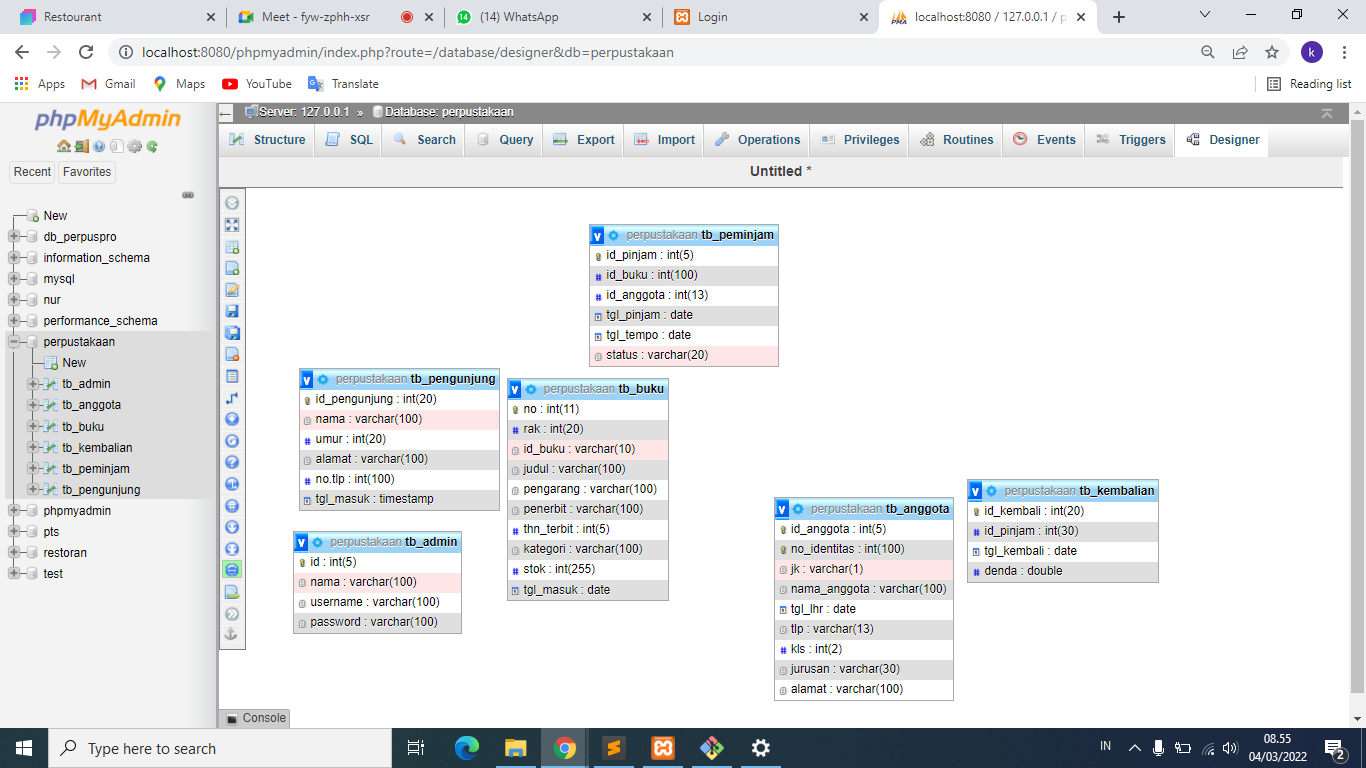 Restourant
Meet - fyw-zphh-xsr
(14) WhatsApp
Login
localhost:8080 / 127.0.0.1 / p
localhost:8080/phpmyadmin/index.php?route=/database/designer&db=perpustakaan
k
Apps
Gmail
Maps
YouTube
Translate
Reading list
phpMyAdmin
Recent
Favorites
New
db_perpuspro
information_schema
mysql
nur
performance_schema
perpustakaan
New
tb_admin
tb_anggota
tb_buku
tb_kembalian
tb_peminjam
tb_pengunjung
phpmyadmin
pts
restoran
test
Server: 127.0.0.1 » Database: perpustakaan
Structure
SQL
Search
Query
Export
Import
Operations
Privileges
Routines
Events
Triggers
Designer
Untitled *
v perpustakaan tb_peminjam
id_pinjam : int(5)
id_buku : int(100)
id_anggota : int(13)
tgl_pinjam : date
tgl_tempo : date
status : varchar(20)
v perpustakaan tb_pengunjung
id_pengunjung : int(20)
nama : varchar(100)
umur : int(20)
alamat : varchar(100)
no.tlp : int(100)
tgl_masuk : timestamp
v perpustakaan tb_buku
no : int(11)
rak : int(20)
id_buku : varchar(10)
judul : varchar(100)
pengarang : varchar(100)
penerbit : varchar(100)
thn_terbit : int(5)
kategori : varchar(100)
stok : int(255)
tgl_masuk : date
v perpustakaan tb_admin
id : int(5)
nama : varchar(100)
username : varchar(100)
password : varchar(100)
v perpustakaan tb_anggota
id_anggota : int(5)
no_identitas : int(100)
jk : varchar(1)
nama_anggota : varchar(100)
tgl_lhr : date
tlp : varchar(13)
kls : int(2)
jurusan : varchar(30)
alamat : varchar(100)
v perpustakaan tb_kembalian
id_kembali : int(20)
id_pinjam : int(30)
tgl_kembali : date
denda : double
Console
Type here to search
IN
08.55
04/03/2022
2